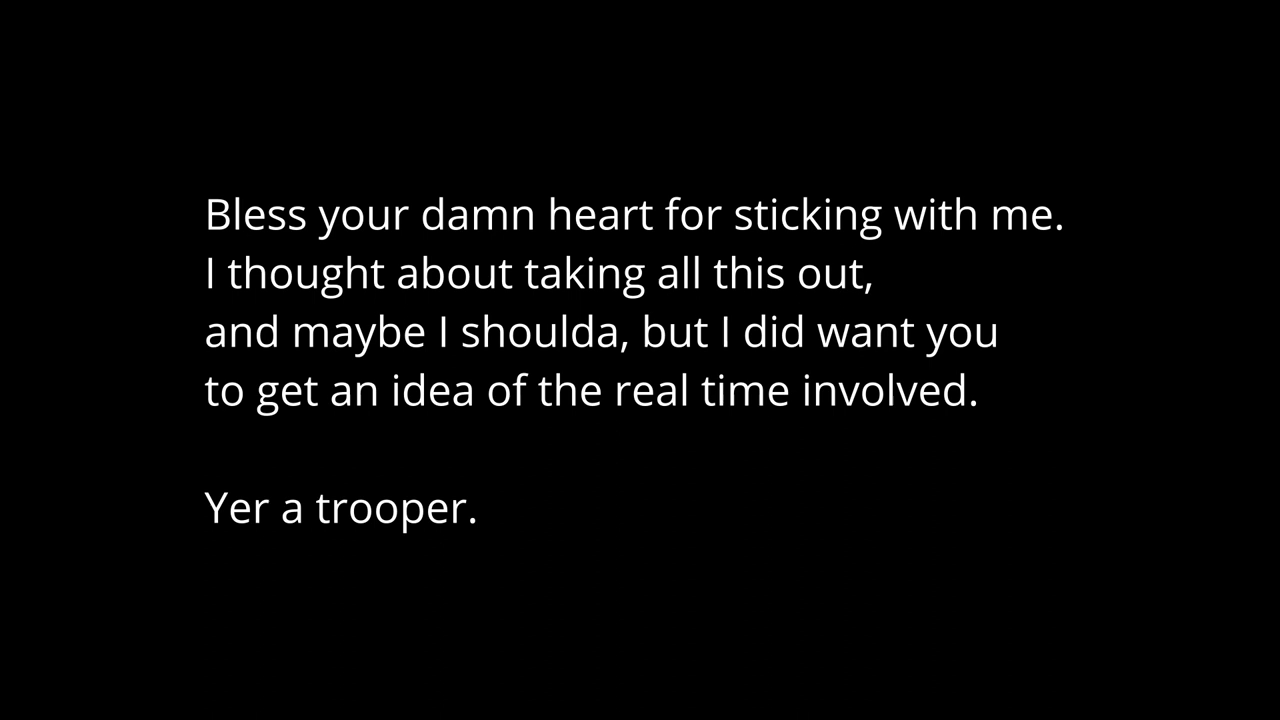 Bless your damn heart for sticking with me.
I thought about taking all this out,
and maybe I shoulda, but I did want you
to get an idea of the real time involved.
Yer a trooper.